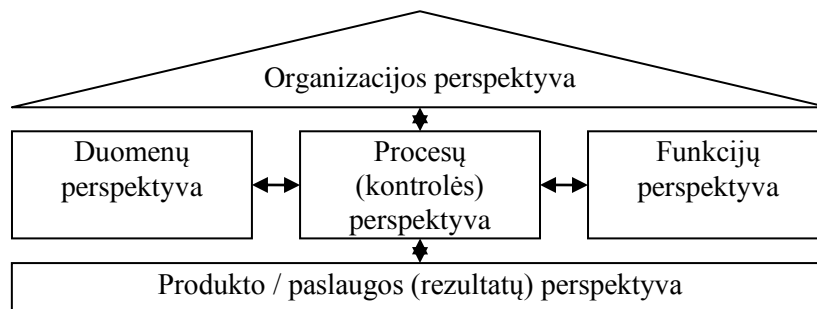 Organizacijos perspektyva
Duomenų
perspektyva
Procesų
(kontrolės)
perspektyva
Funkcijų
perspektyva
Produkto / paslaugos (rezultatų) perspektyva